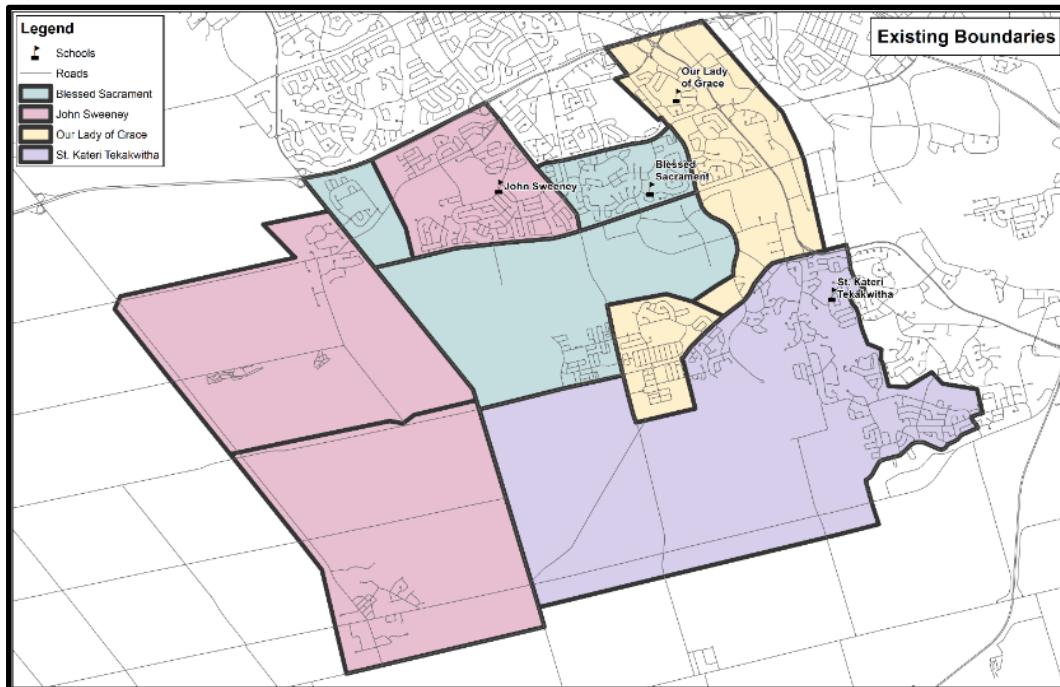 Legend
Schools
Roads
Blessed Sacrament
John Sweeney
Our Lady of Grace
St. Kateri Tekakwitha
Existing Boundaries
Our Lady
of Grace
Blessed
Sacrament
John Sweeney
St. Kateri
Tekakwitha